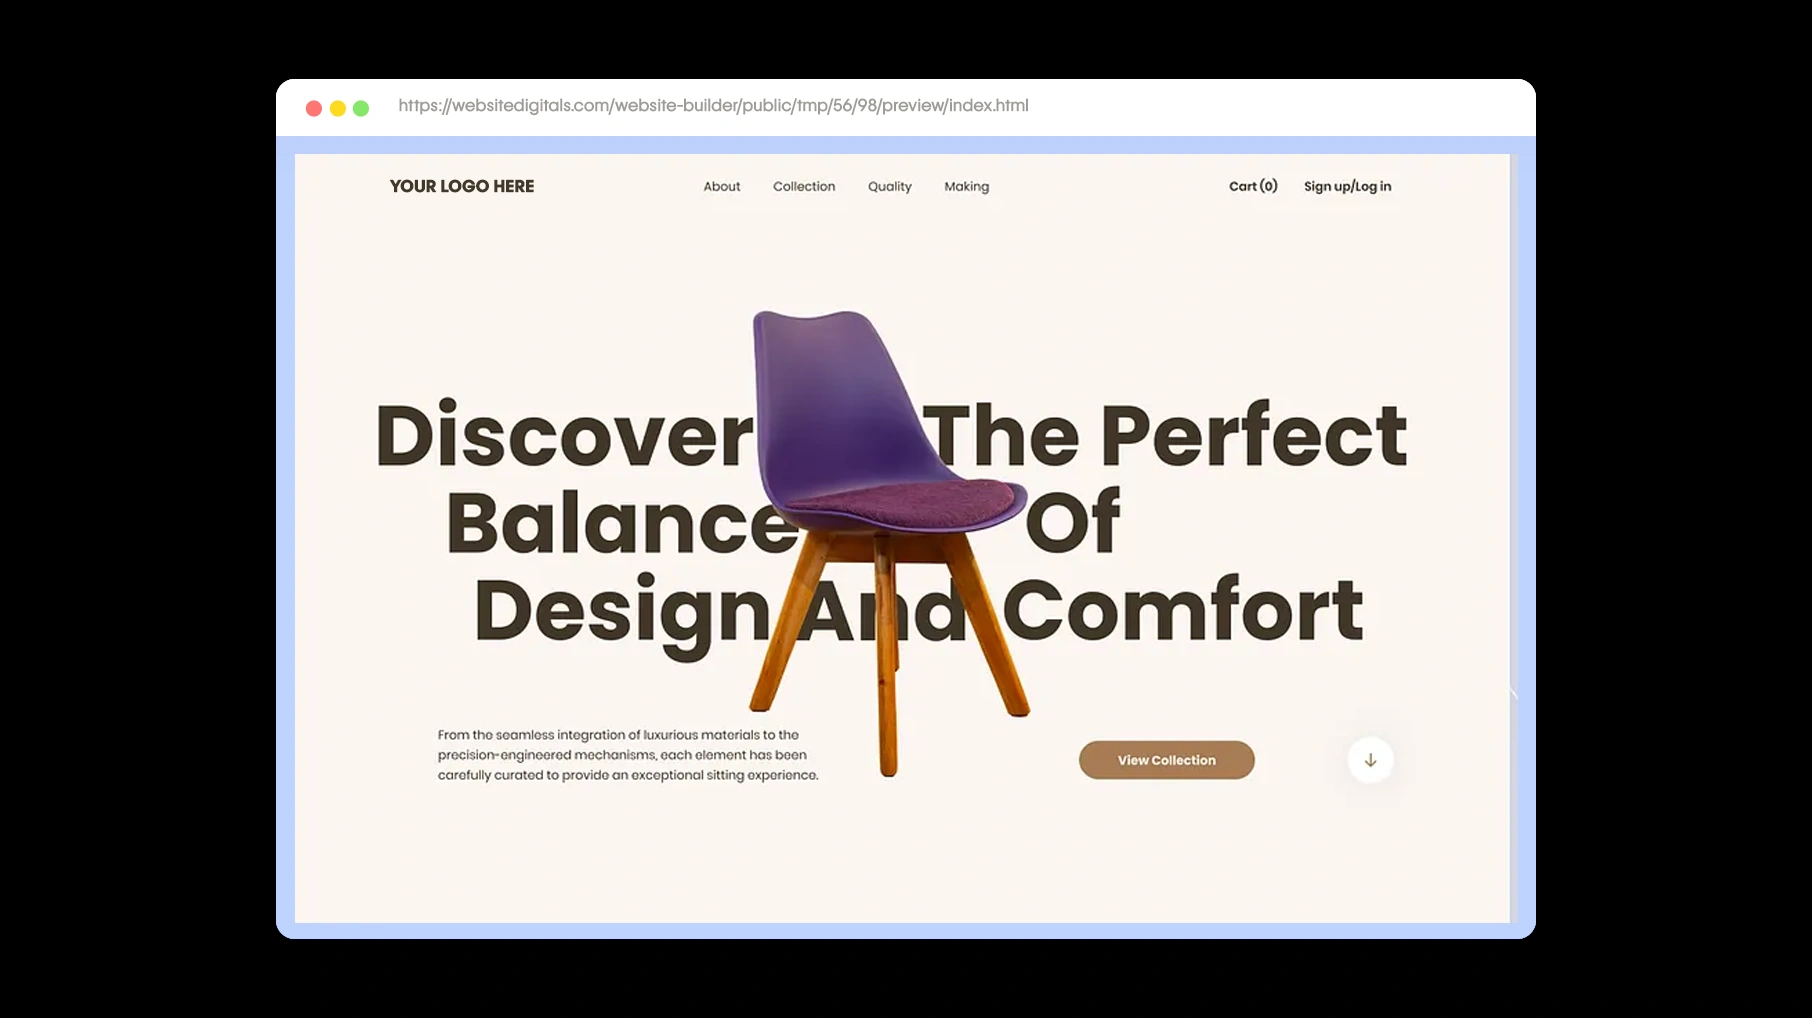 https://websitedigitals.com/website-builder/public/tmp/56/98/preview/index.html
YOUR LOGO HERE About Collection Quality Making Cart (0) Sign up/Log in
Discover The Perfect
Balance Of
Design And Comfort
From the seamless integration of luxurious materials to the
precision-engineered mechanisms, each element has been
carefully curated to provide an exceptional sitting experience.
View Collection